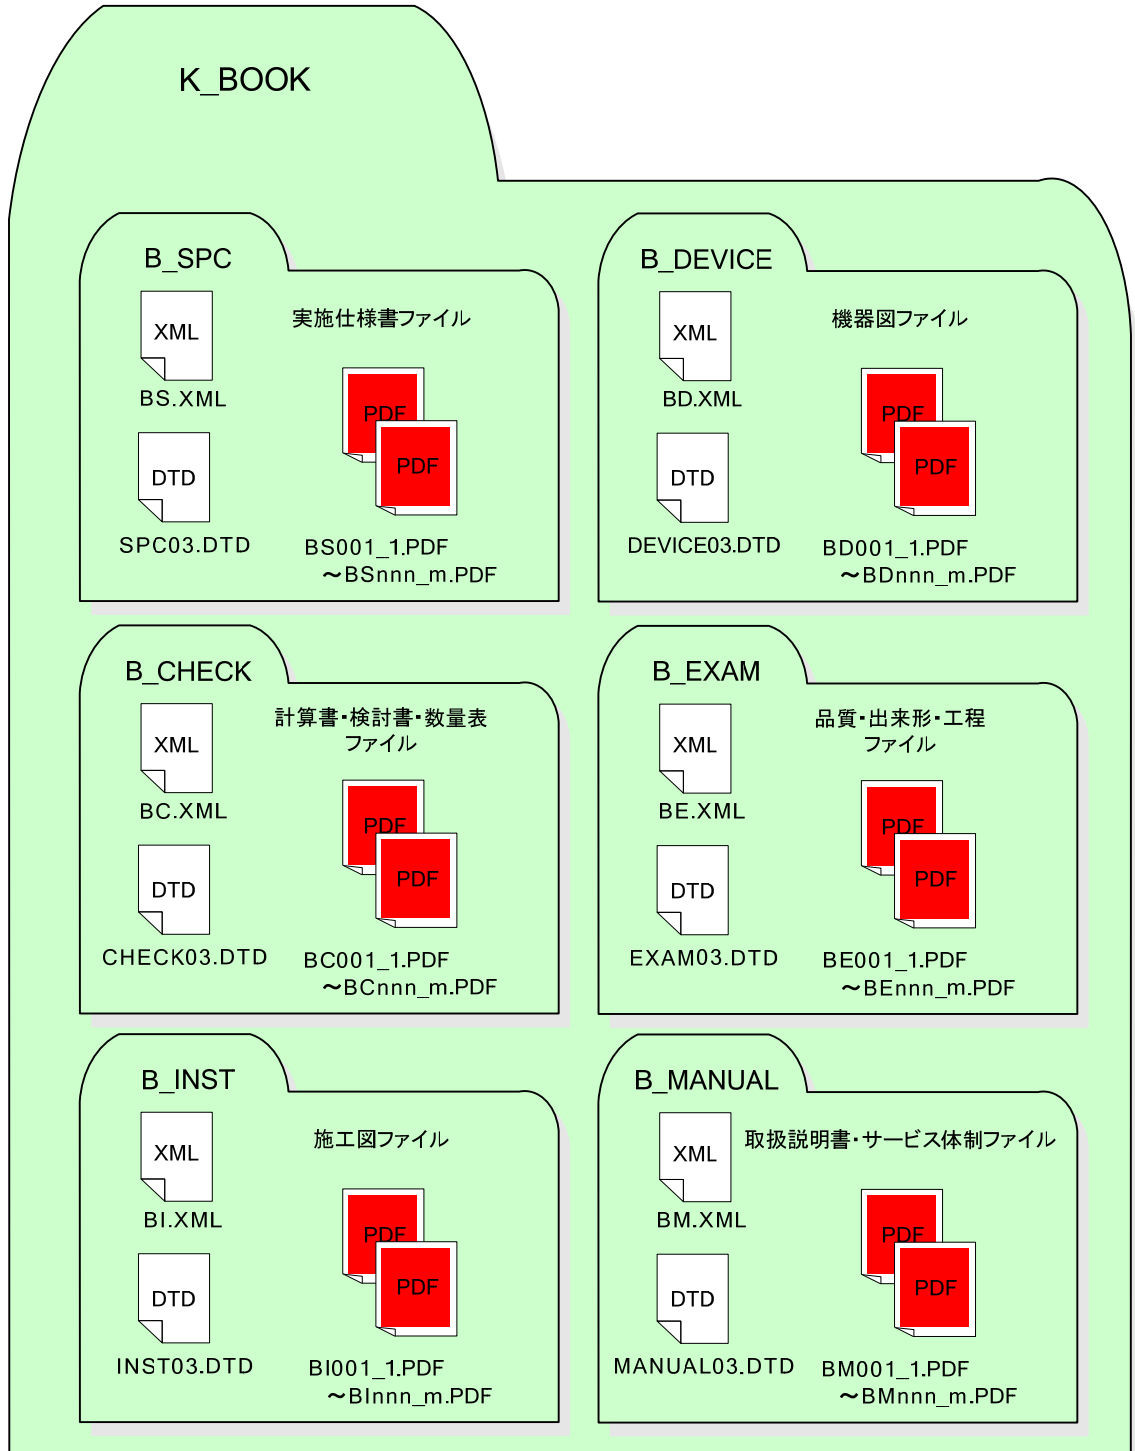 K_BOOK
B_SPC
XML
BS.XML
DTD
SPC03.DTD
実施仕様書ファイル
PDF
PDF
BS001_1.PDF
～BSnnn_m.PDF
B_DEVICE
XML
BD.XML
DTD
DEVICE03.DTD
機器図ファイル
PDF
PDF
BD001_1.PDF
～BDnnn_m.PDF
B_CHECK
XML
BC.XML
DTD
CHECK03.DTD
計算書・検討書・数量表
ファイル
PDF
PDF
BC001_1.PDF
～BCnnn_m.PDF
B_EXAM
XML
BE.XML
DTD
EXAM03.DTD
品質・出来形・工程
ファイル
PDF
PDF
BE001_1.PDF
～BEnnn_m.PDF
B_INST
XML
BI.XML
DTD
INST03.DTD
施工図ファイル
PDF
PDF
BI001_1.PDF
～BInnn_m.PDF
B_MANUAL
XML
BM.XML
DTD
MANUAL03.DTD
取扱説明書・サービス体制ファイル
PDF
PDF
BM001_1.PDF
～BMnnn_m.PDF